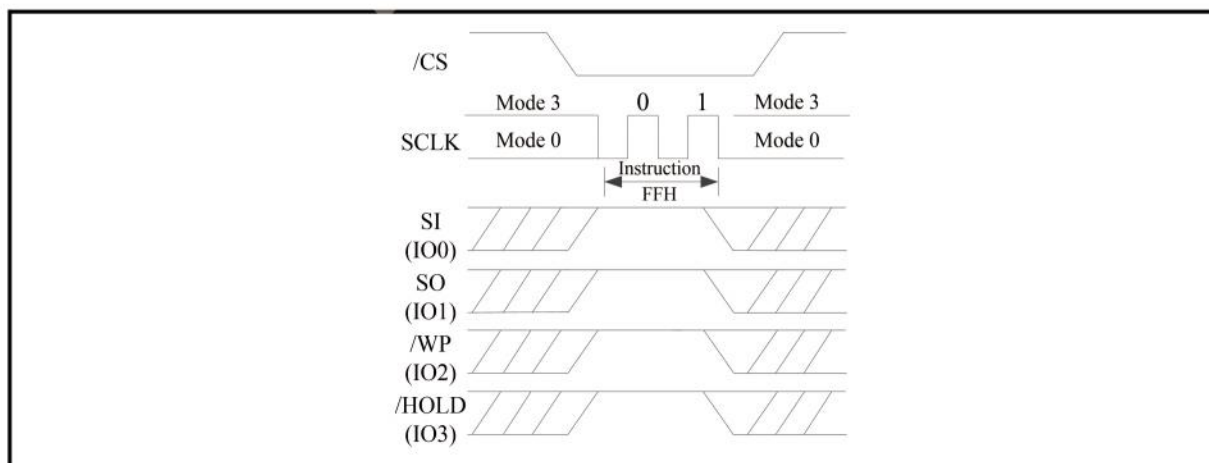 /CS
Mode 3 0 1 Mode 3
SCLK Mode 0 Mode 0
Instruction
FFH
SI
(IO0)
SO
(IO1)
/WP
(IO2)
/HOLD
(IO3)